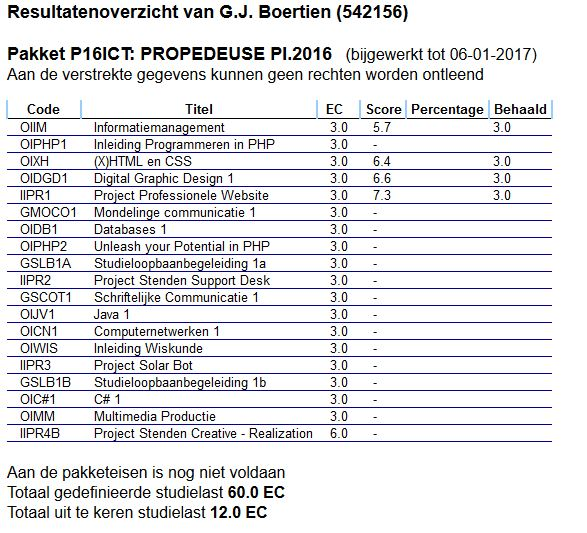 Resultatenoverzicht van G.J. Boertien (542156)
Pakket P16ICT: PROPEDEUSE PI.2016 (bijgewerkt tot 06-01-2017)
Aan de verstrekte gegevens kunnen geen rechten worden ontleend
Code Titel EC Score Percentage Behaald
OIIM Informatiemanagement 3.0 5.7 3.0
OIPHP1 Inleiding Programmeren in PHP 3.0 -
OIXH (X)HTML en CSS 3.0 6.4 3.0
OIDGD1 Digital Graphic Design 1 3.0 6.6 3.0
IIPR1 Project Professionele Website 3.0 7.3 3.0
GMOCO1 Mondelinge communicatie 1 3.0 -
OIDB1 Databases 1 3.0 -
OIPHP2 Unleash your Potential in PHP 3.0 -
GSLB1A Studieloopbaanbegeleiding 1a 3.0 -
IIPR2 Project Stenden Support Desk 3.0 -
GSCOT1 Schriftelijke Communicatie 1 3.0 -
OIJV1 Java 1 3.0 -
OICN1 Computernetwerken 1 3.0 -
OIWIS Inleiding Wiskunde 3.0 -
IIPR3 Project Solar Bot 3.0 -
GSLB1B Studieloopbaanbegeleiding 1b 3.0 -
OIC#1 C# 1 3.0 -
OIMM Multimedia Productie 3.0 -
IIPR4B Project Stenden Creative - Realization 6.0 -
Aan de pakketeisen is nog niet voldaan
Totaal gedefinieerde studielast 60.0 EC
Totaal uit te keren studielast 12.0 EC